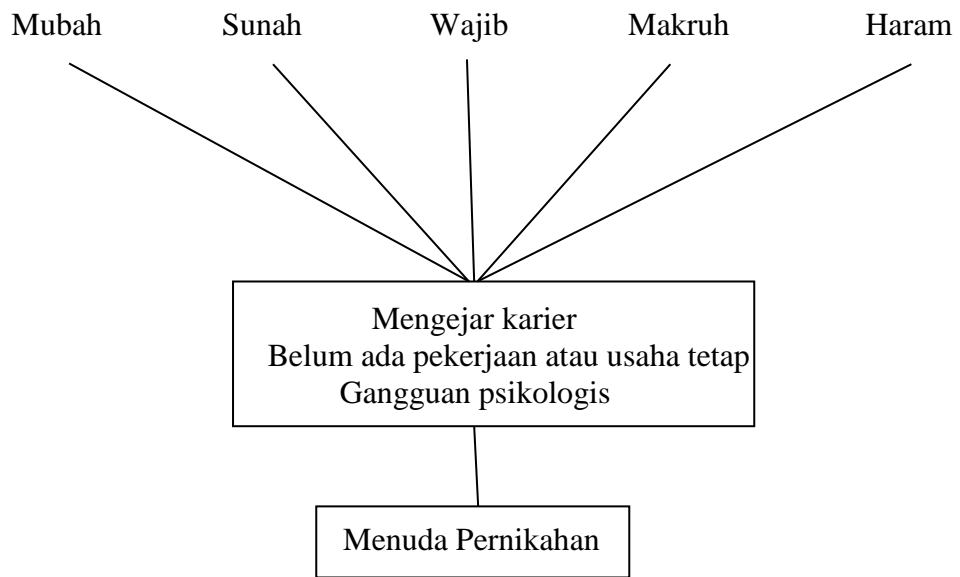 Mubah Sunah Wajib Makruh Haram
Mengejar karier
Belum ada pekerjaan atau usaha tetap
Gangguan psikologis
Menuda Pernikahan